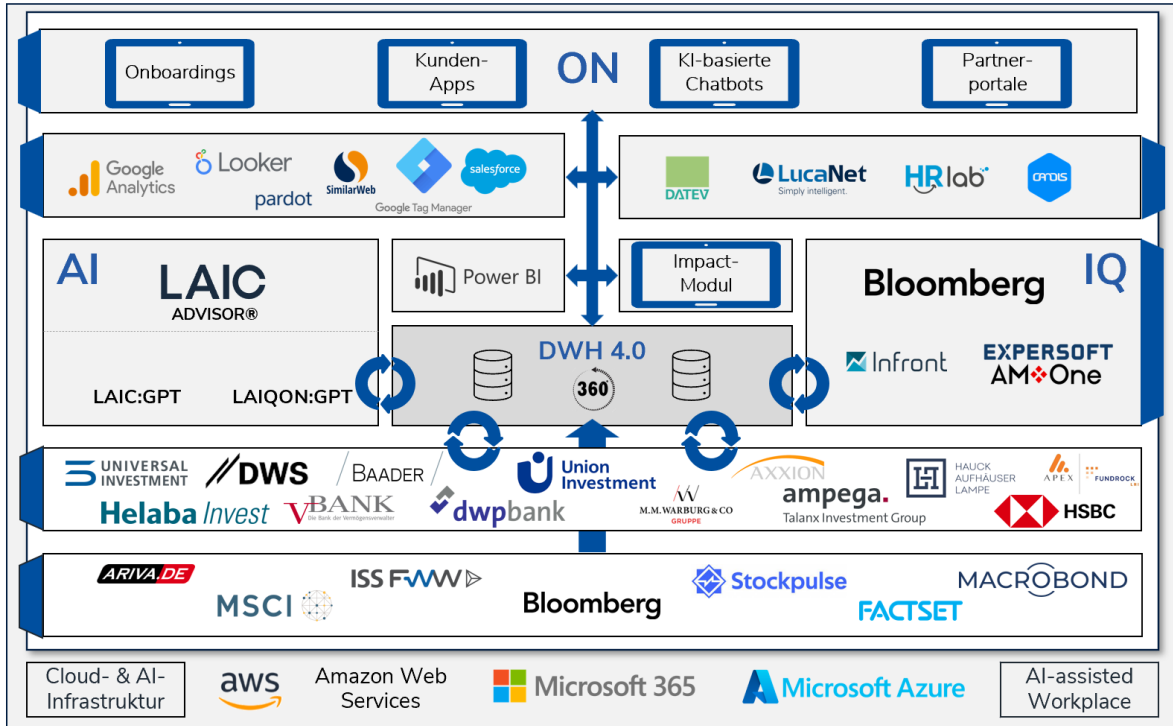 Onboardings
Kunden-
Apps
ON
KI-basierte
Chatbots
Partner-
portale
Google
Analytics
Looker
pardot
SimilarWeb
Google Tag Manager
salesforce
DATEV
LucaNet
Simply intelligent.
HRlab
CANDIS
AI
LAIC
ADVISOR®
LAIC:GPT
LAIQON:GPT
Power BI
Impact-
Modul
DWH 4.0
360°
IQ
Bloomberg
Infront
EXPERSOFT
AM One
UNIVERSAL
INVESTMENT
DWS
BAADER
Union
Investment
AXXION
HAUCK
AUFHÄUSER
LAMPE
APEX
FUNDROCK
Helaba Invest
VBANK
Die Bank der Vermögensverwalter
dwpbank
M.M.WARBURG & CO
GRUPPE
ampega.
Talanx Investment Group
HSBC
ARIVA.DE
MSCI
ISS FWW
Bloomberg
Stockpulse
FACTSET
MACROBOND
Cloud- & AI-
Infrastruktur
aws
Amazon Web
Services
Microsoft 365
Microsoft Azure
AI-assisted
Workplace